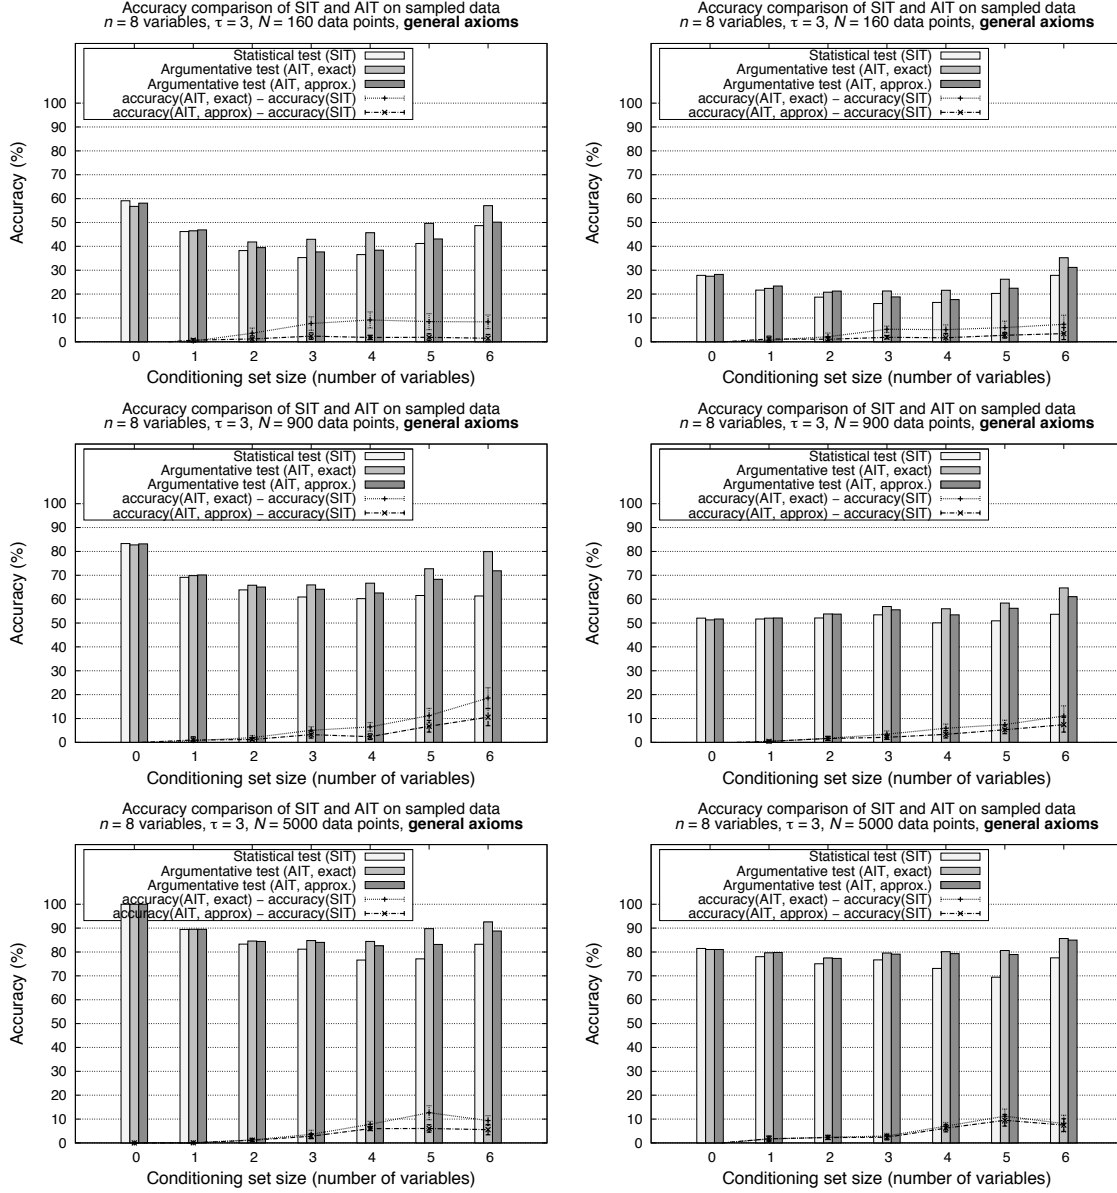 Accuracy comparison of SIT and AIT on sampled data
n = 8 variables, τ = 3, N = 160 data points, general axioms
Statistical test (SIT)
Argumentative test (AIT, exact)
Argumentative test (AIT, approx.)
accuracy(AIT, exact) − accuracy(SIT)
accuracy(AIT, approx) − accuracy(SIT)
100
90
80
70
60
50
40
30
20
10
0
Accuracy (%)
0 1 2 3 4 5 6
Conditioning set size (number of variables)
Accuracy comparison of SIT and AIT on sampled data
n = 8 variables, τ = 3, N = 160 data points, general axioms
Statistical test (SIT)
Argumentative test (AIT, exact)
Argumentative test (AIT, approx.)
accuracy(AIT, exact) − accuracy(SIT)
accuracy(AIT, approx) − accuracy(SIT)
100
90
80
70
60
50
40
30
20
10
0
Accuracy (%)
0 1 2 3 4 5 6
Conditioning set size (number of variables)
Accuracy comparison of SIT and AIT on sampled data
n = 8 variables, τ = 3, N = 900 data points, general axioms
Statistical test (SIT)
Argumentative test (AIT, exact)
Argumentative test (AIT, approx.)
accuracy(AIT, exact) − accuracy(SIT)
accuracy(AIT, approx) − accuracy(SIT)
100
90
80
70
60
50
40
30
20
10
0
Accuracy (%)
0 1 2 3 4 5 6
Conditioning set size (number of variables)
Accuracy comparison of SIT and AIT on sampled data
n = 8 variables, τ = 3, N = 900 data points, general axioms
Statistical test (SIT)
Argumentative test (AIT, exact)
Argumentative test (AIT, approx.)
accuracy(AIT, exact) − accuracy(SIT)
accuracy(AIT, approx) − accuracy(SIT)
100
90
80
70
60
50
40
30
20
10
0
Accuracy (%)
0 1 2 3 4 5 6
Conditioning set size (number of variables)
Accuracy comparison of SIT and AIT on sampled data
n = 8 variables, τ = 3, N = 5000 data points, general axioms
Statistical test (SIT)
Argumentative test (AIT, exact)
Argumentative test (AIT, approx.)
accuracy(AIT, exact) − accuracy(SIT)
accuracy(AIT, approx) − accuracy(SIT)
100
90
80
70
60
50
40
30
20
10
0
Accuracy (%)
0 1 2 3 4 5 6
Conditioning set size (number of variables)
Accuracy comparison of SIT and AIT on sampled data
n = 8 variables, τ = 3, N = 5000 data points, general axioms
Statistical test (SIT)
Argumentative test (AIT, exact)
Argumentative test (AIT, approx.)
accuracy(AIT, exact) − accuracy(SIT)
accuracy(AIT, approx) − accuracy(SIT)
100
90
80
70
60
50
40
30
20
10
0
Accuracy (%)
0 1 2 3 4 5 6
Conditioning set size (number of variables)